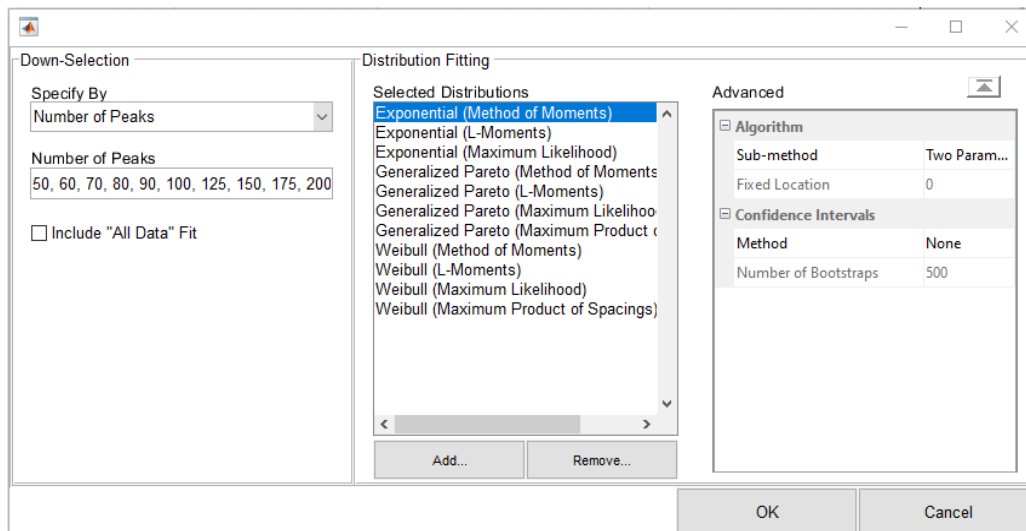 Down-Selection
Specify By
Number of Peaks
Number of Peaks
50, 60, 70, 80, 90, 100, 125, 150, 175, 200
Include "All Data" Fit
Distribution Fitting
Selected Distributions
Exponential (Method of Moments)
Exponential (L-Moments)
Exponential (Maximum Likelihood)
Generalized Pareto (Method of Moments
Generalized Pareto (L-Moments)
Generalized Pareto (Maximum Likelihoo
Generalized Pareto (Maximum Product o
Weibull (Method of Moments)
Weibull (L-Moments)
Weibull (Maximum Likelihood)
Weibull (Maximum Product of Spacings)
Add...
Remove...
Advanced
Algorithm
Sub-method Two Param...
Fixed Location 0
Confidence Intervals
Method None
Number of Bootstraps 500
OK
Cancel